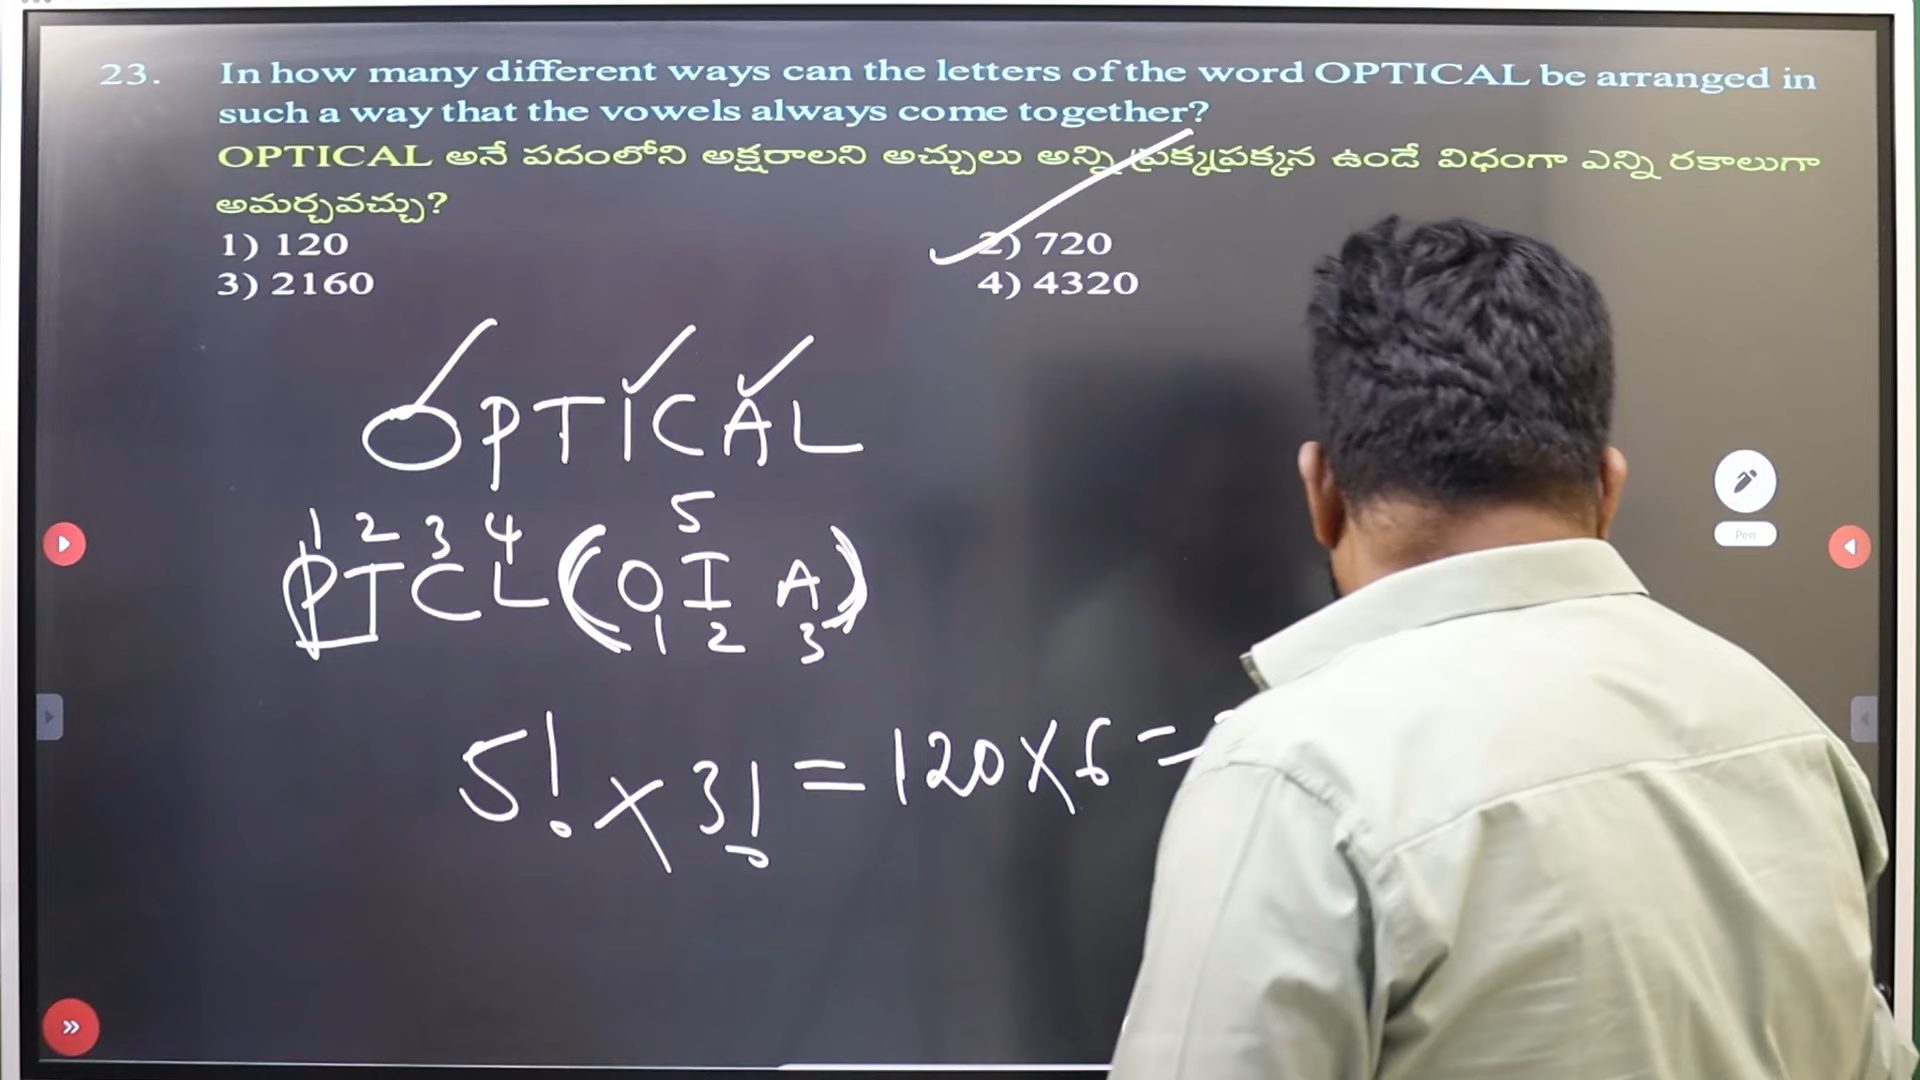 23. In how many different ways can the letters of the word OPTICAL be arranged in
such a way that the vowels always come together?
OPTICAL అనే పదంలోని అక్షరాలని అచ్చులు అన్ని ప్రక్కప్రక్కన ఉండే విధంగా ఎన్ని రకాలుగా
అమర్చవచ్చు?
1) 120 2) 720
3) 2160 4) 4320
OPTICAL
1 2 3 4 5
PTCL (OIA)
1 2 3
Pen
5! × 3! = 120 × 6 =